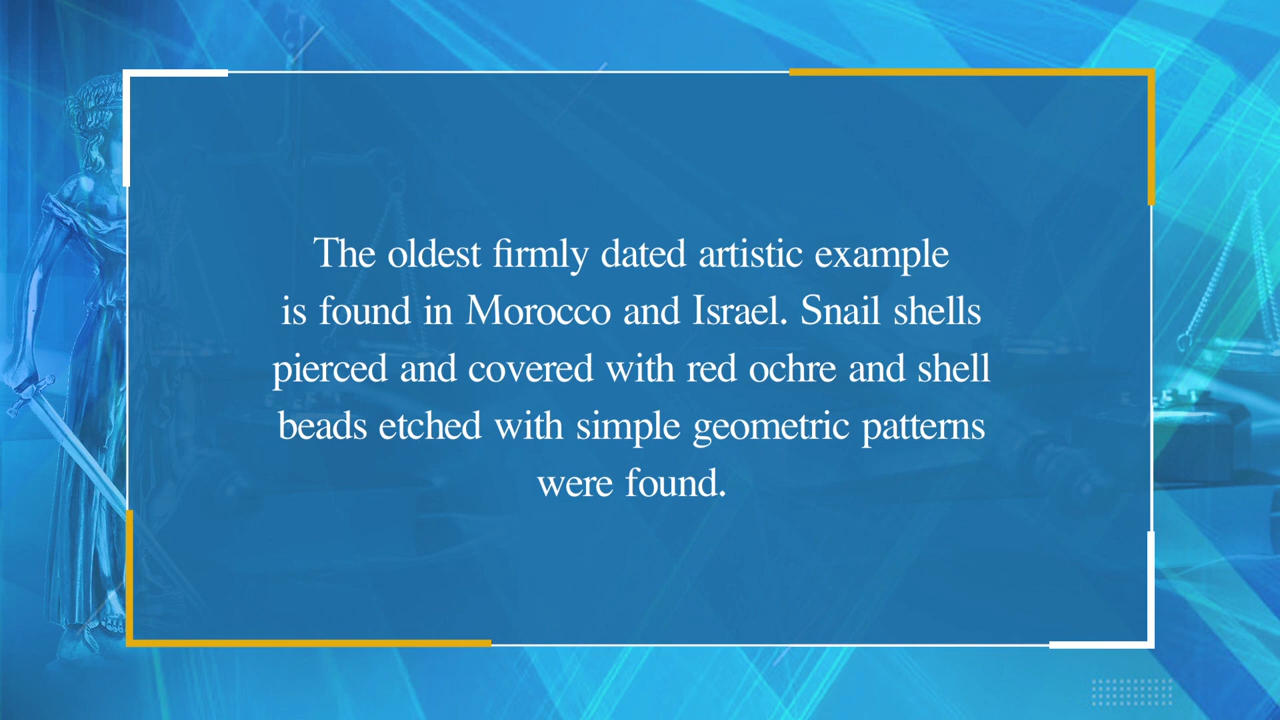 The oldest firmly dated artistic example
is found in Morocco and Israel. Snail shells
pierced and covered with red ochre and shell
beads etched with simple geometric patterns
were found.